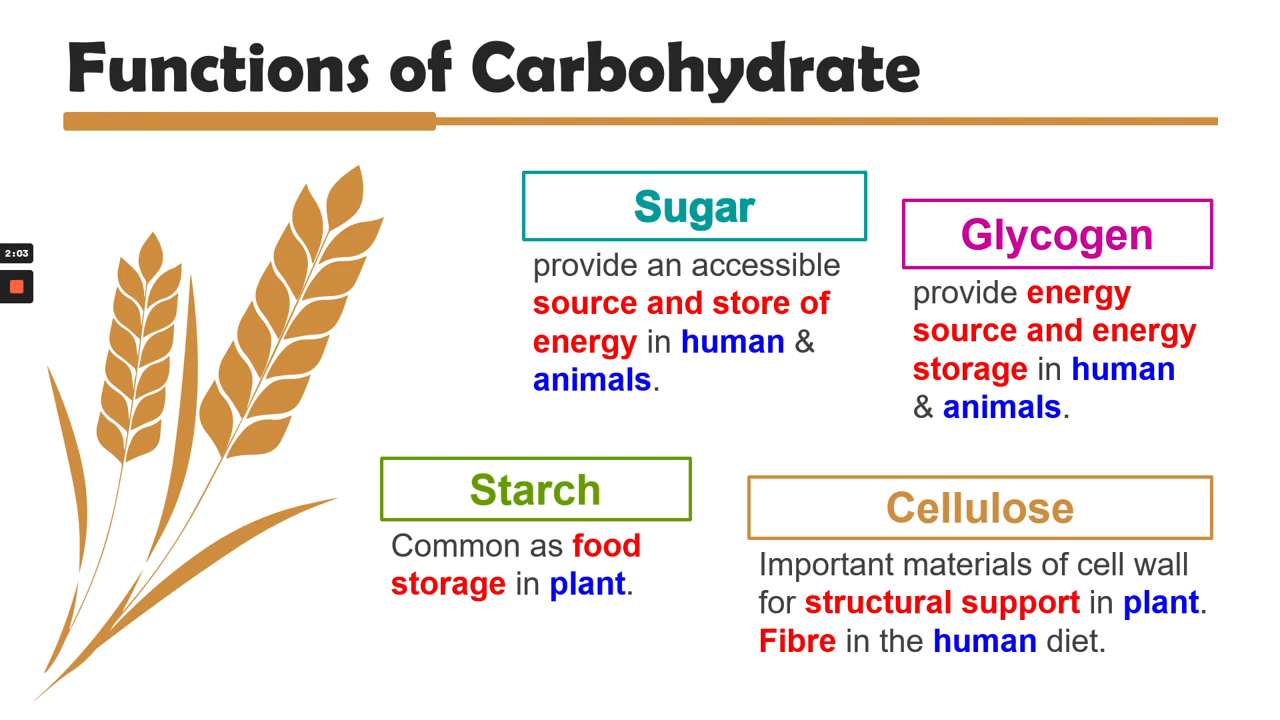 Functions of Carbohydrate
2:03
Sugar
provide an accessible
source and store of
energy in human &
animals.
Glycogen
provide energy
source and energy
storage in human
& animals.
Starch
Common as food
storage in plant.
Cellulose
Important materials of cell wall
for structural support in plant.
Fibre in the human diet.